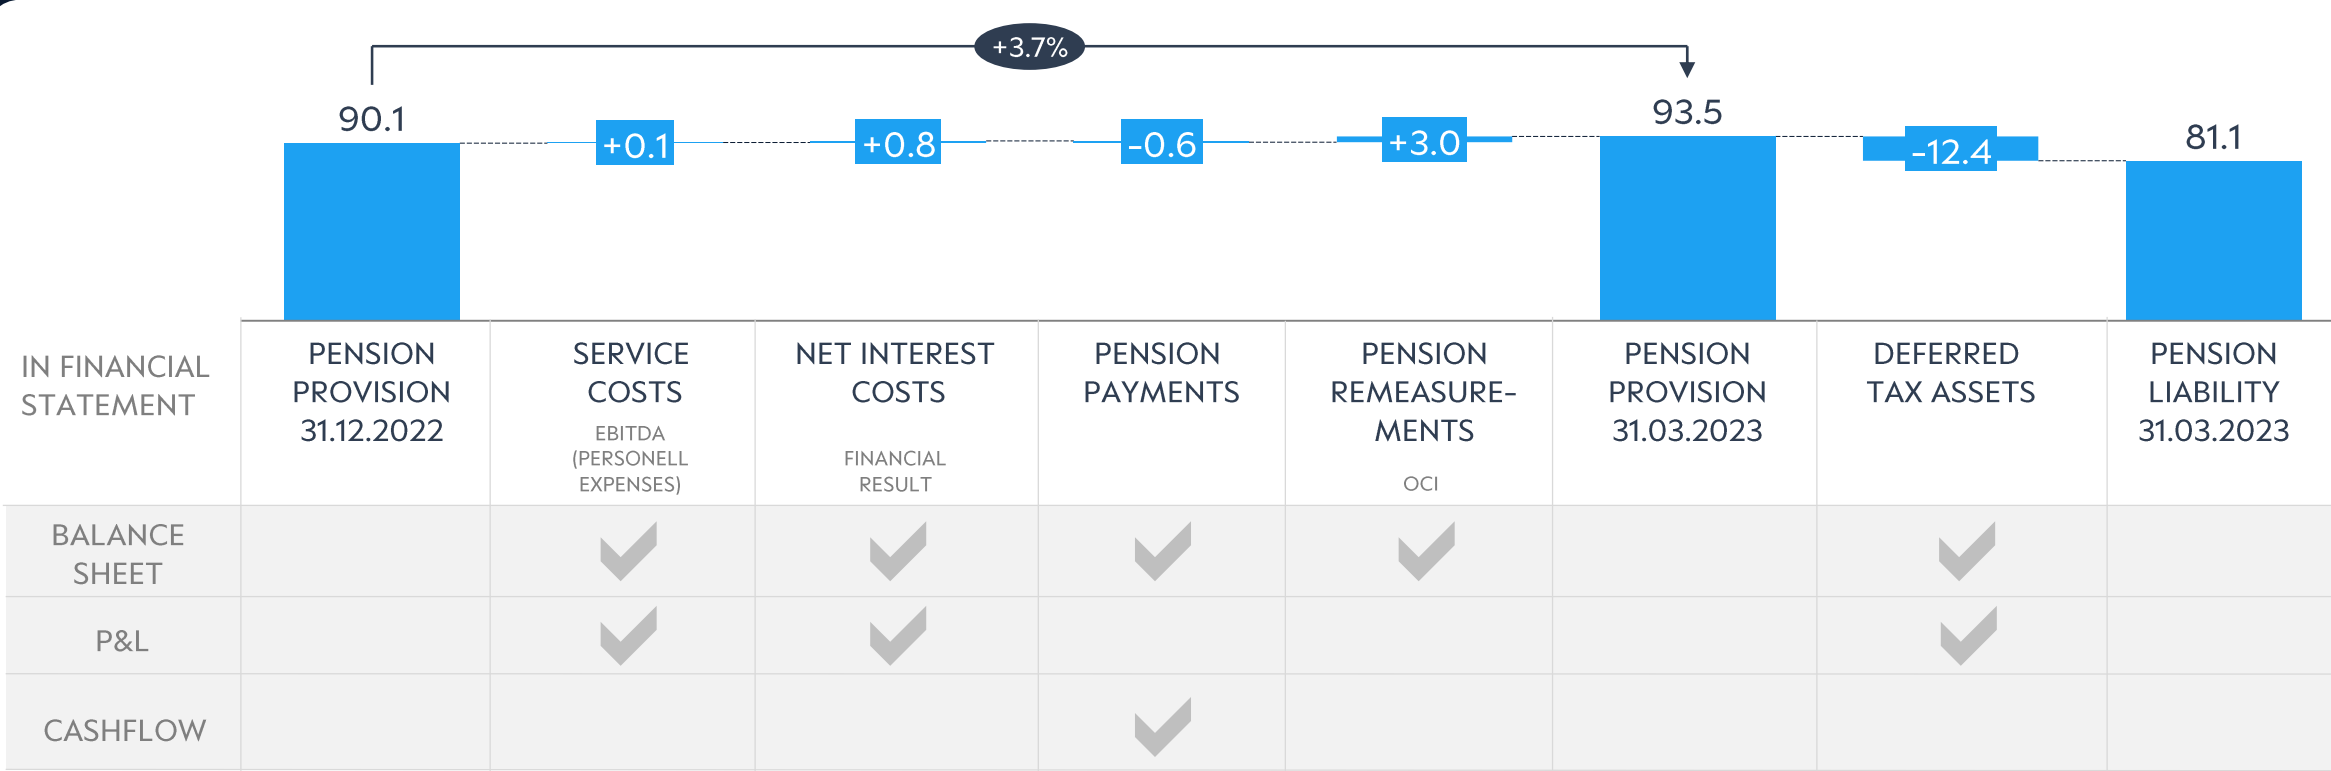 +3.7%
90.1
+0.1
+0.8
-0.6
+3.0
93.5
-12.4
81.1
IN FINANCIAL
STATEMENT
PENSION
PROVISION
31.12.2022
SERVICE
COSTS
EBITDA
(PERSONELL
EXPENSES)
NET INTEREST
COSTS
FINANCIAL
RESULT
PENSION
PAYMENTS
PENSION
REMEASURE-
MENTS
OCI
PENSION
PROVISION
31.03.2023
DEFERRED
TAX ASSETS
PENSION
LIABILITY
31.03.2023
BALANCE
SHEET
P&L
CASHFLOW